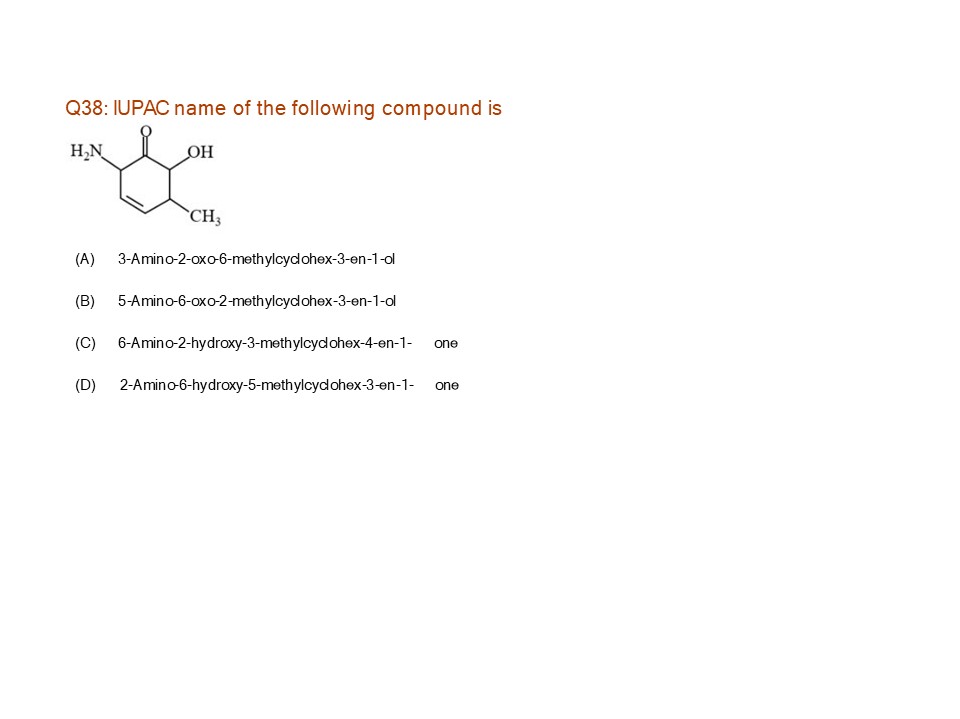 Q38: IUPAC name of the following compound is
O
H₂N
OH
CH₃
(A) 3-Amino-2-oxo-6-methylcyclohex-3-en-1-ol
(B) 5-Amino-6-oxo-2-methylcyclohex-3-en-1-ol
(C) 6-Amino-2-hydroxy-3-methylcyclohex-4-en-1- one
(D) 2-Amino-6-hydroxy-5-methylcyclohex-3-en-1- one